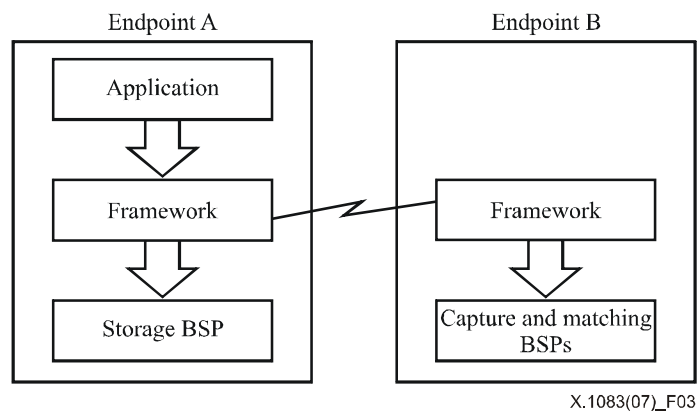 Endpoint A
Endpoint B
Application
Framework
Framework
Storage BSP
Capture and matching
BSPs
X.1083(07)_F03